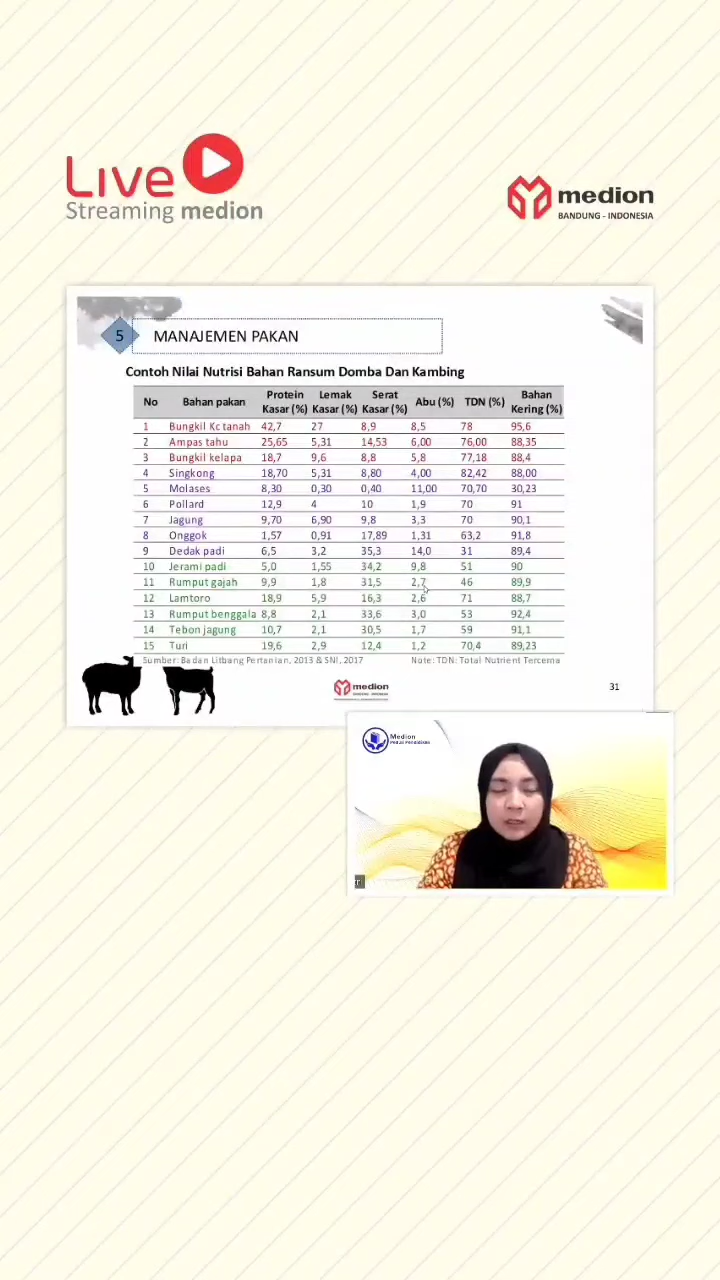 Live
Streaming medion
medion
BANDUNG - INDONESIA
5
MANAJEMEN PAKAN
Contoh Nilai Nutrisi Bahan Ransum Domba Dan Kambing
No Bahan pakan Protein Kasar (%) Lemak Kasar (%) Serat Kasar (%) Abu (%) TDN (%) Bahan Kering (%)
1 Bungkil Kc tanah 42,7 27 8,9 8,5 78 95,6
2 Ampas tahu 25,65 5,31 14,53 6,00 76,00 88,35
3 Bungkil kelapa 18,7 9,6 8,8 5,8 77,18 88,4
4 Singkong 18,70 5,31 8,80 4,00 82,42 88,00
5 Molases 8,30 0,30 0,40 11,00 70,70 30,23
6 Pollard 12,9 4 10 1,9 70 91
7 Jagung 9,70 6,90 9,8 3,3 70 90,1
8 Onggok 1,57 0,91 17,89 1,31 63,2 91,8
9 Dedak padi 6,5 3,2 35,3 14,0 31 89,4
10 Jerami padi 5,0 1,55 34,2 9,8 51 90
11 Rumput gajah 9,9 1,8 31,5 2,7 46 89,9
12 Lamtoro 18,9 5,9 16,3 2,6 71 88,7
13 Rumput benggala 8,8 2,1 33,6 3,0 53 92,4
14 Tebon jagung 10,7 2,1 30,5 1,7 59 91,1
15 Turi 19,6 2,9 12,4 1,2 70,4 89,23
Sumber: Badan Litbang Pertanian, 2013 & SNI, 2017 Note: TDN: Total Nutrient Tercerna
medion
31
Medion